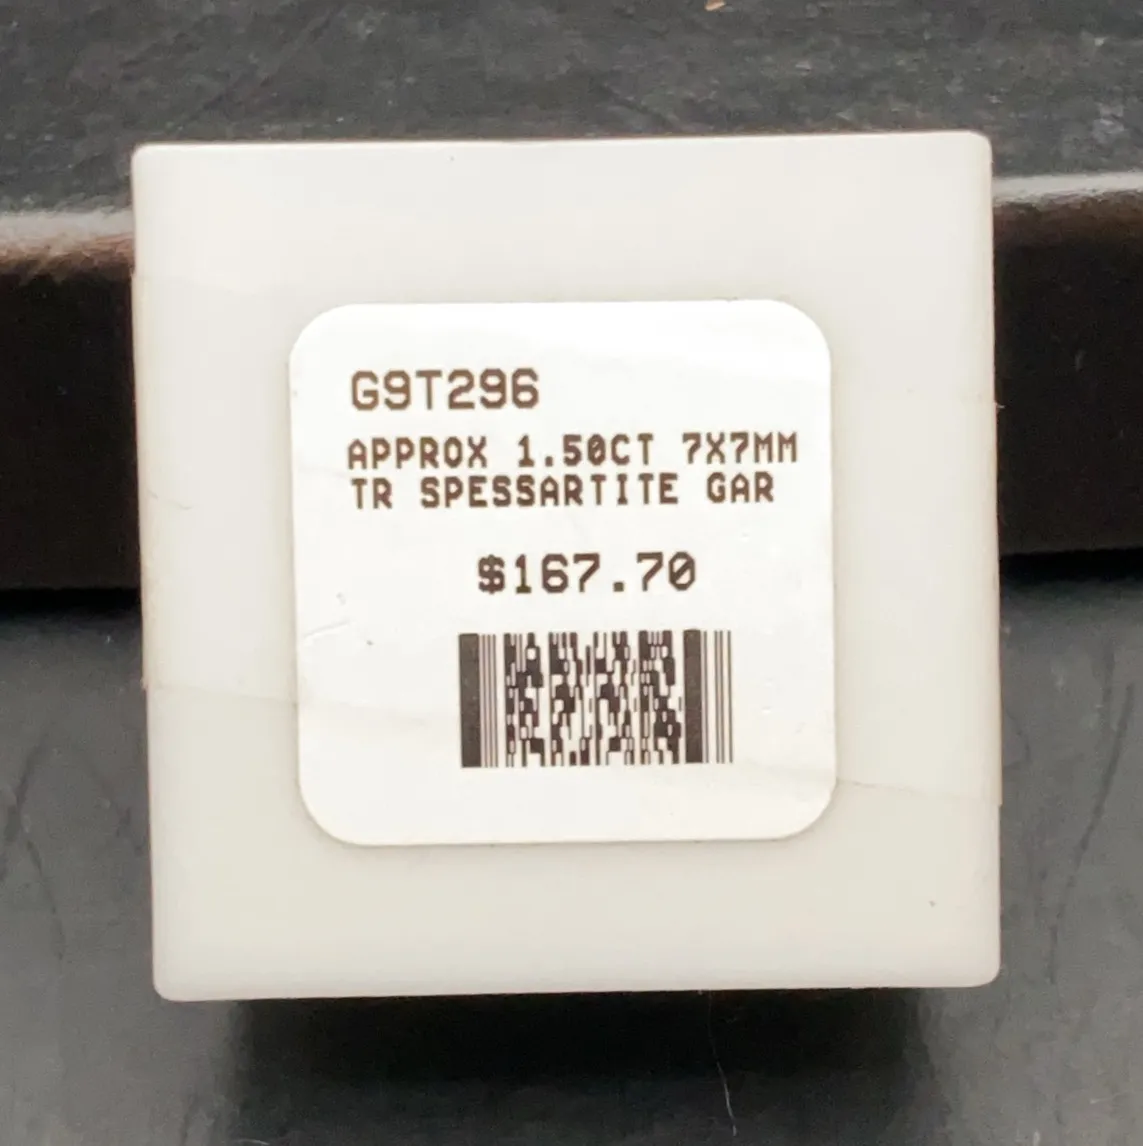 G9T296
APPROX 1.50CT 7X7MM
TR SPESSARTITE GAR
$167.70